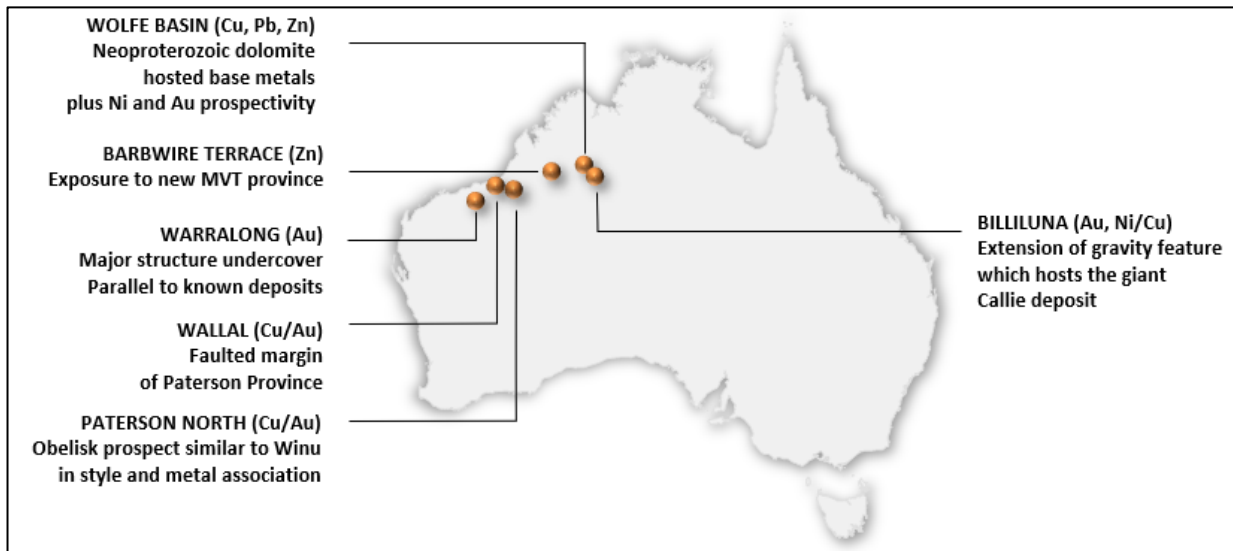 WOLFE BASIN (Cu, Pb, Zn)
Neoproterozoic dolomite
hosted base metals
plus Ni and Au prospectivity
BARBWIRE TERRACE (Zn)
Exposure to new MVT province
WARRALONG (Au)
Major structure undercover
Parallel to known deposits
WALLAL (Cu/Au)
Faulted margin
of Paterson Province
PATERSON NORTH (Cu/Au)
Obelisk prospect similar to Winu
in style and metal association
BILLILUNA (Au, Ni/Cu)
Extension of gravity feature
which hosts the giant
Callie deposit